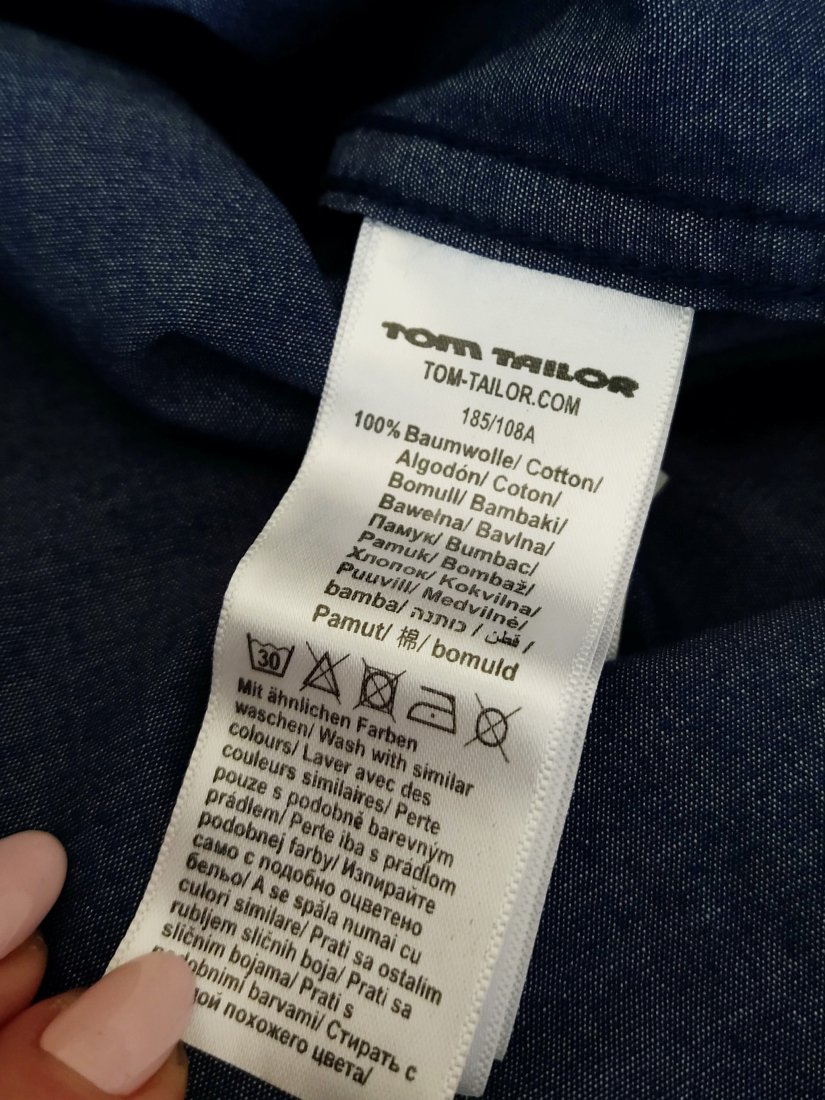 TOM TAILOR
TOM-TAILOR.COM
185/108A
100% Baumwolle/ Cotton/
Algodón/ Coton/
Bomull/ Bambaki/
Bawełna/ Bavlna/
Памук/ Bumbac/
Pamuk/ Bombaž/
Хлопок/ Kokvilna/
Puuvill/ Medvilnė/
bamba/ כותנה / قطن /
Pamut/ 棉/ bomuld
30
Mit ähnlichen Farben
waschen/ Wash with similar
colours/ Laver avec des
couleurs similaires/ Perte
pouze s podobně barevným
prádlem/ Perte iba s prádlom
podobnej farby/ Изпирайте
само с подобно оцветено
бельо/ A se spăla numai cu
culori similare/ Prati sa ostalim
rubljem sličnih boja/ Prati sa
sličnim bojama/ Prati s
barvami/ Стирать с
похожего цвета/